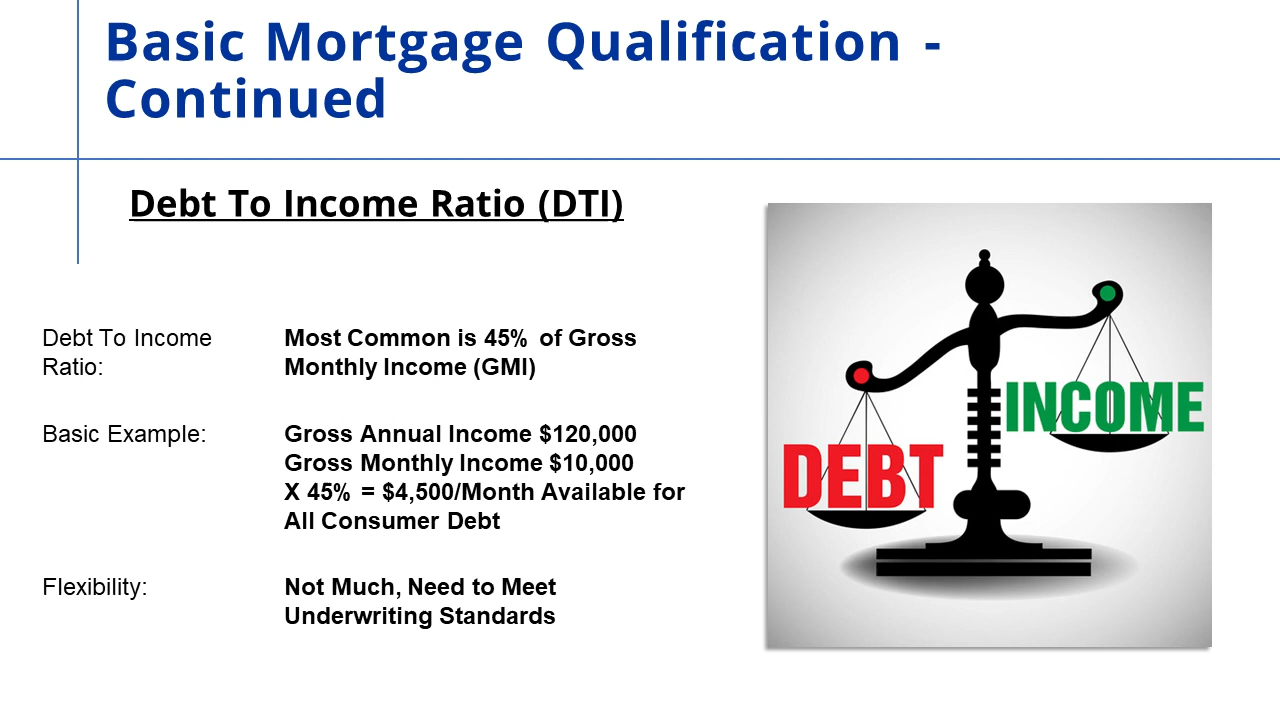 Basic Mortgage Qualification -
Continued
Debt To Income Ratio (DTI)
Debt To Income
Ratio:
Most Common is 45% of Gross
Monthly Income (GMI)
Basic Example:
Gross Annual Income $120,000
Gross Monthly Income $10,000
X 45% = $4,500/Month Available for
All Consumer Debt
Flexibility:
Not Much, Need to Meet
Underwriting Standards
DEBT
INCOME